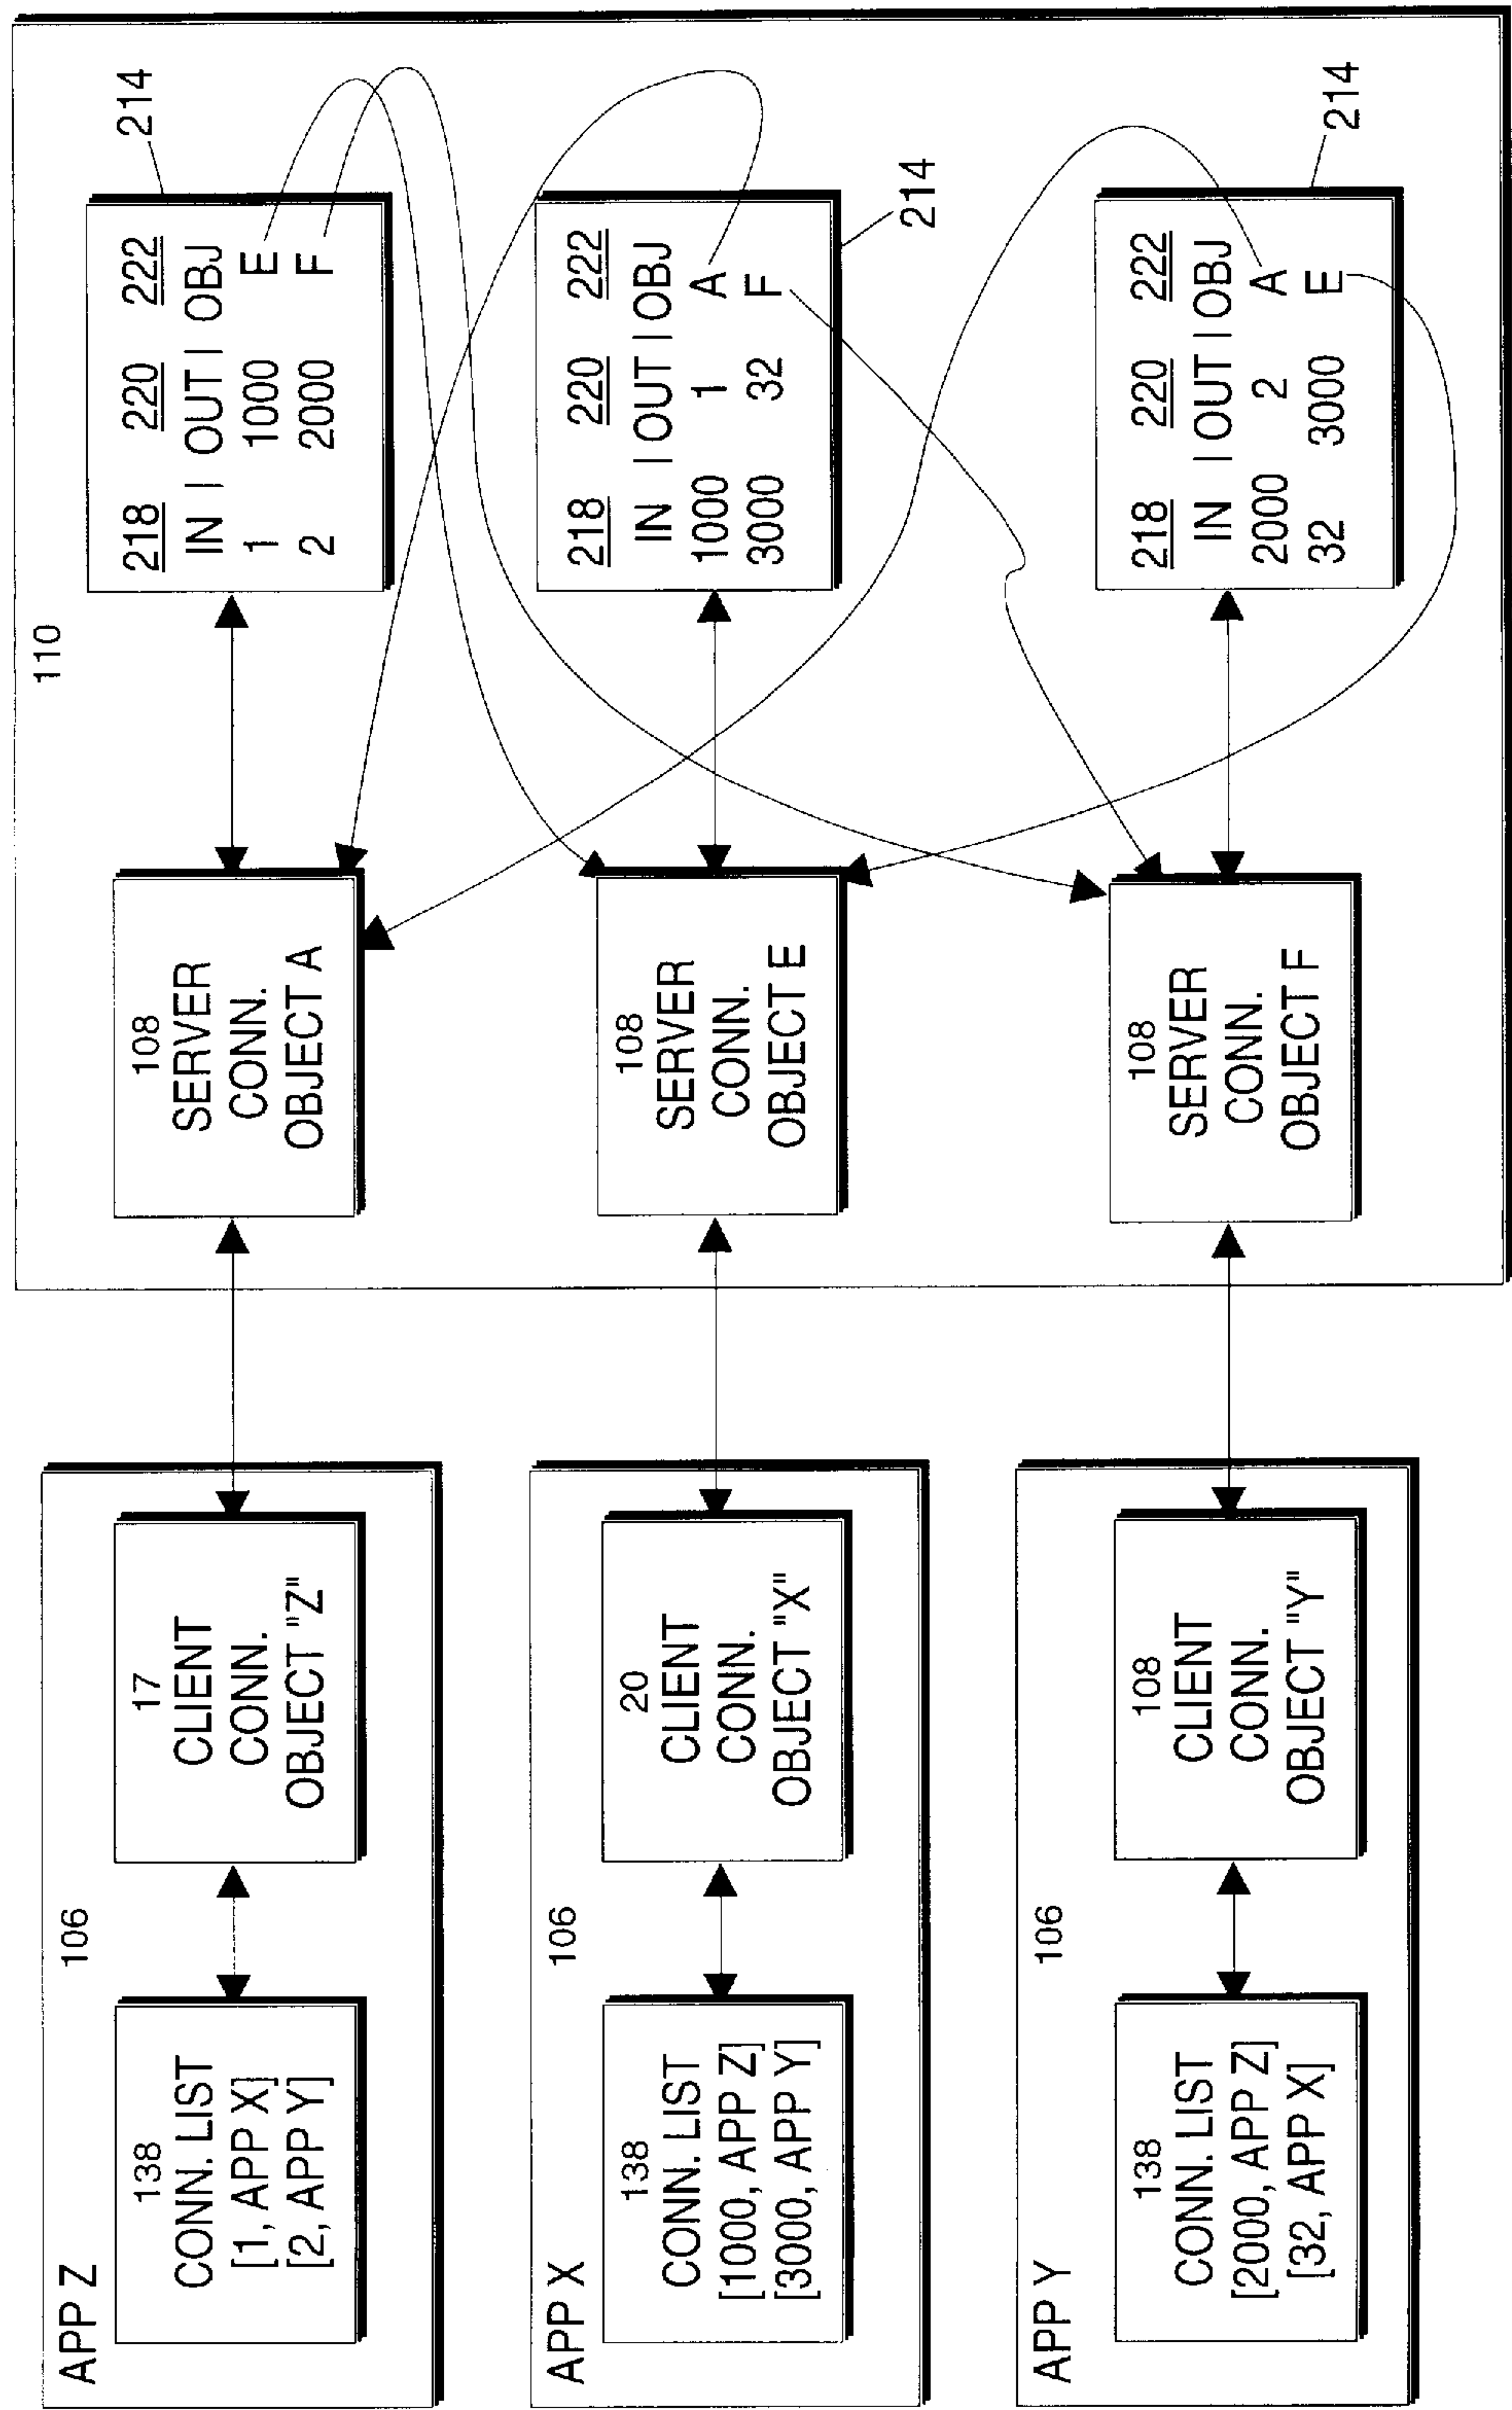 APP Z
106
138
CONN. LIST
[1, APP X]
[2, APP Y]
17
CLIENT
CONN.
OBJECT "Z"
APP X
106
138
CONN. LIST
[1000, APP Z]
[3000, APP Y]
20
CLIENT
CONN.
OBJECT "X"
APP Y
106
138
CONN. LIST
[2000, APP Z]
[32, APP X]
108
CLIENT
CONN.
OBJECT "Y"
110
108
SERVER
CONN.
OBJECT A
218 220 222
IN | OUT | OBJ
1 1000 E
2 2000 F
214
108
SERVER
CONN.
OBJECT E
218 220 222
IN | OUT | OBJ
1000 1 A
3000 32 F
214
108
SERVER
CONN.
OBJECT F
218 220 222
IN | OUT | OBJ
2000 2 A
32 3000 E
214